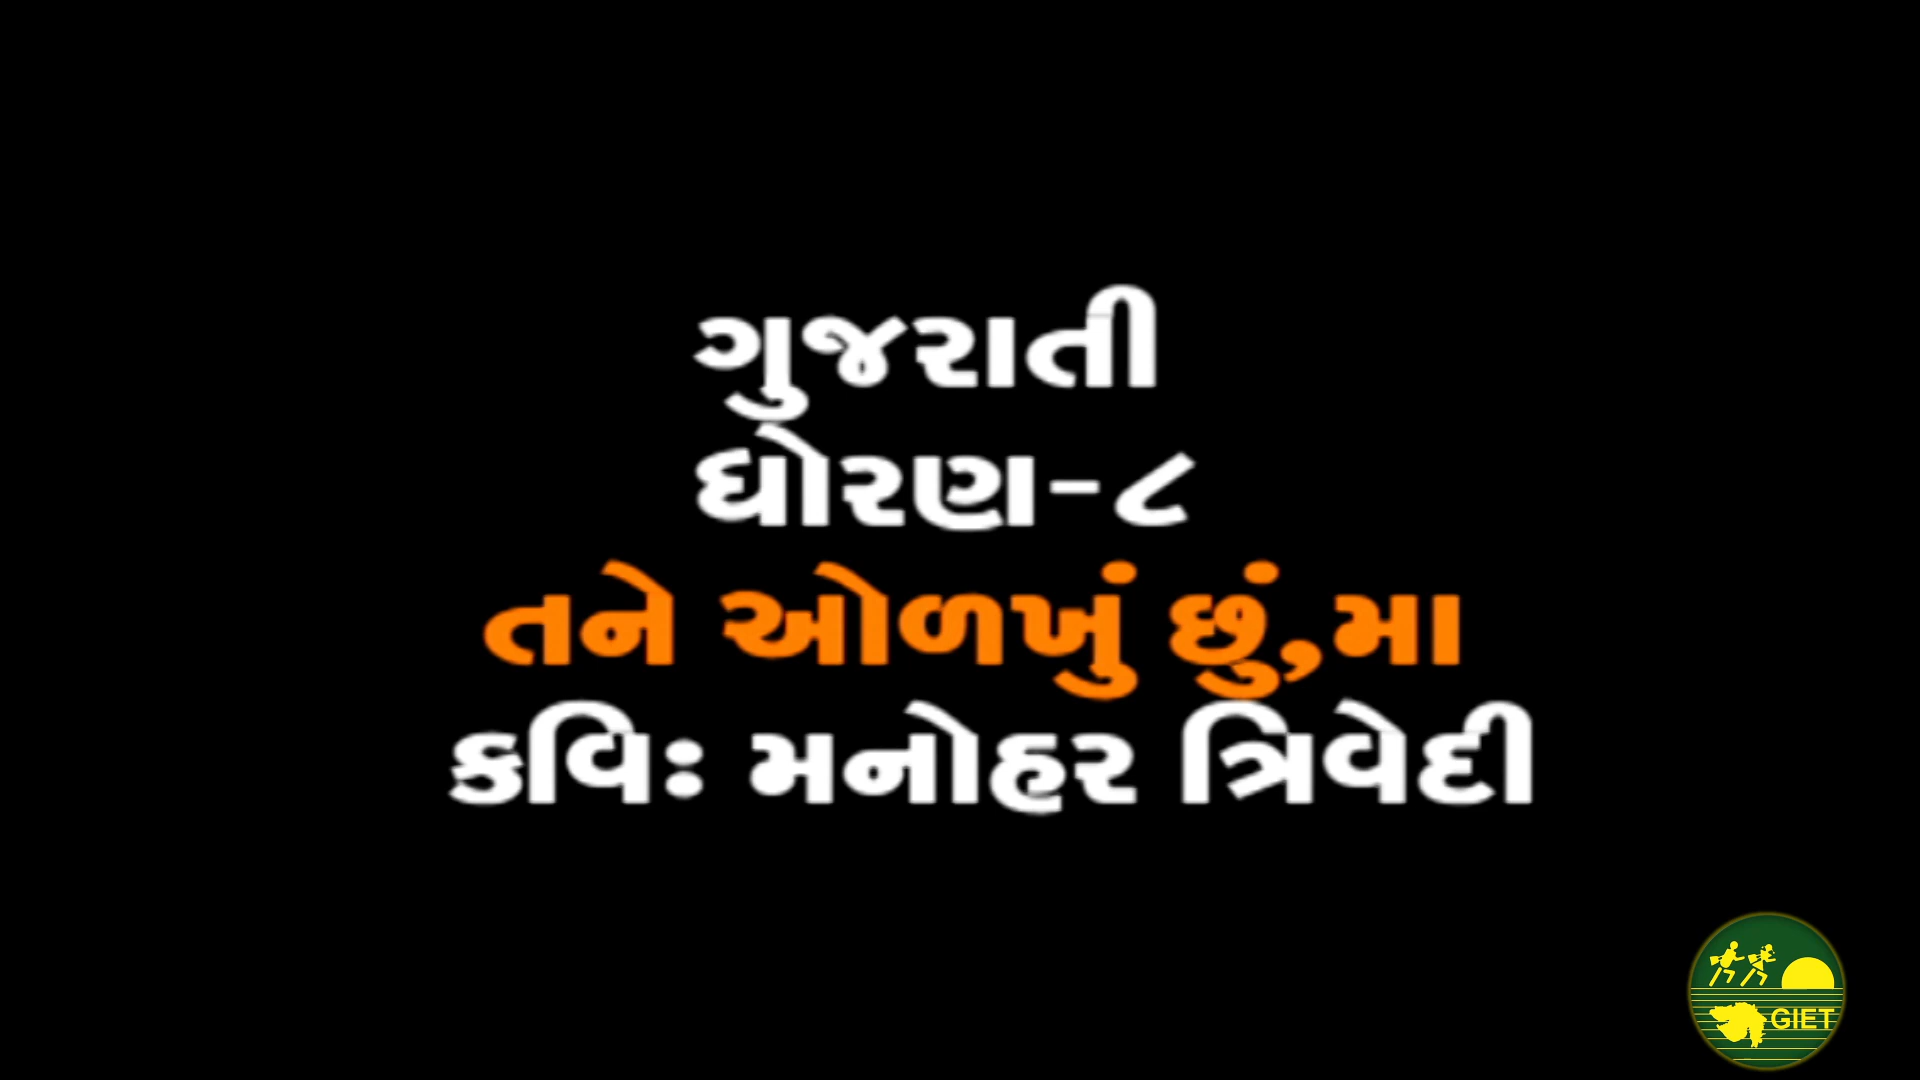 ગુજરાતી
ધોરણ-૮
તને ઓળખું છું,મા
કવિઃ મનોહર ત્રિવેદી
GIET